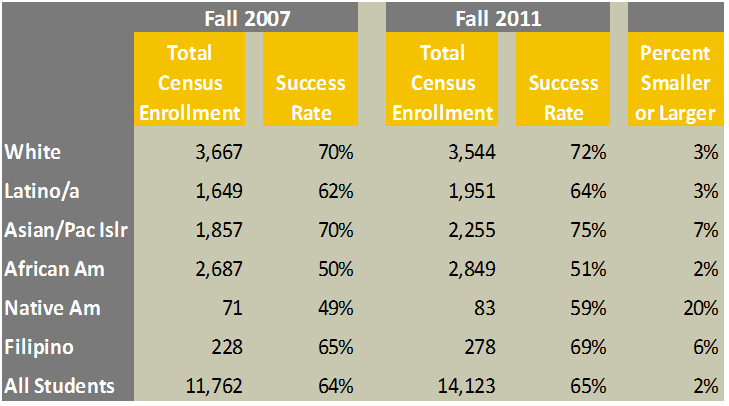 Fall 2007 Fall 2011
Total Total Percent
Census Success Census Success Smaller
Enrollment Rate Enrollment Rate or Larger
White 3,667 70% 3,544 72% 3%
Latino/a 1,649 62% 1,951 64% 3%
Asian/Pac Islr 1,857 70% 2,255 75% 7%
African Am 2,687 50% 2,849 51% 2%
Native Am 71 49% 83 59% 20%
Filipino 228 65% 278 69% 6%
All Students 11,762 64% 14,123 65% 2%